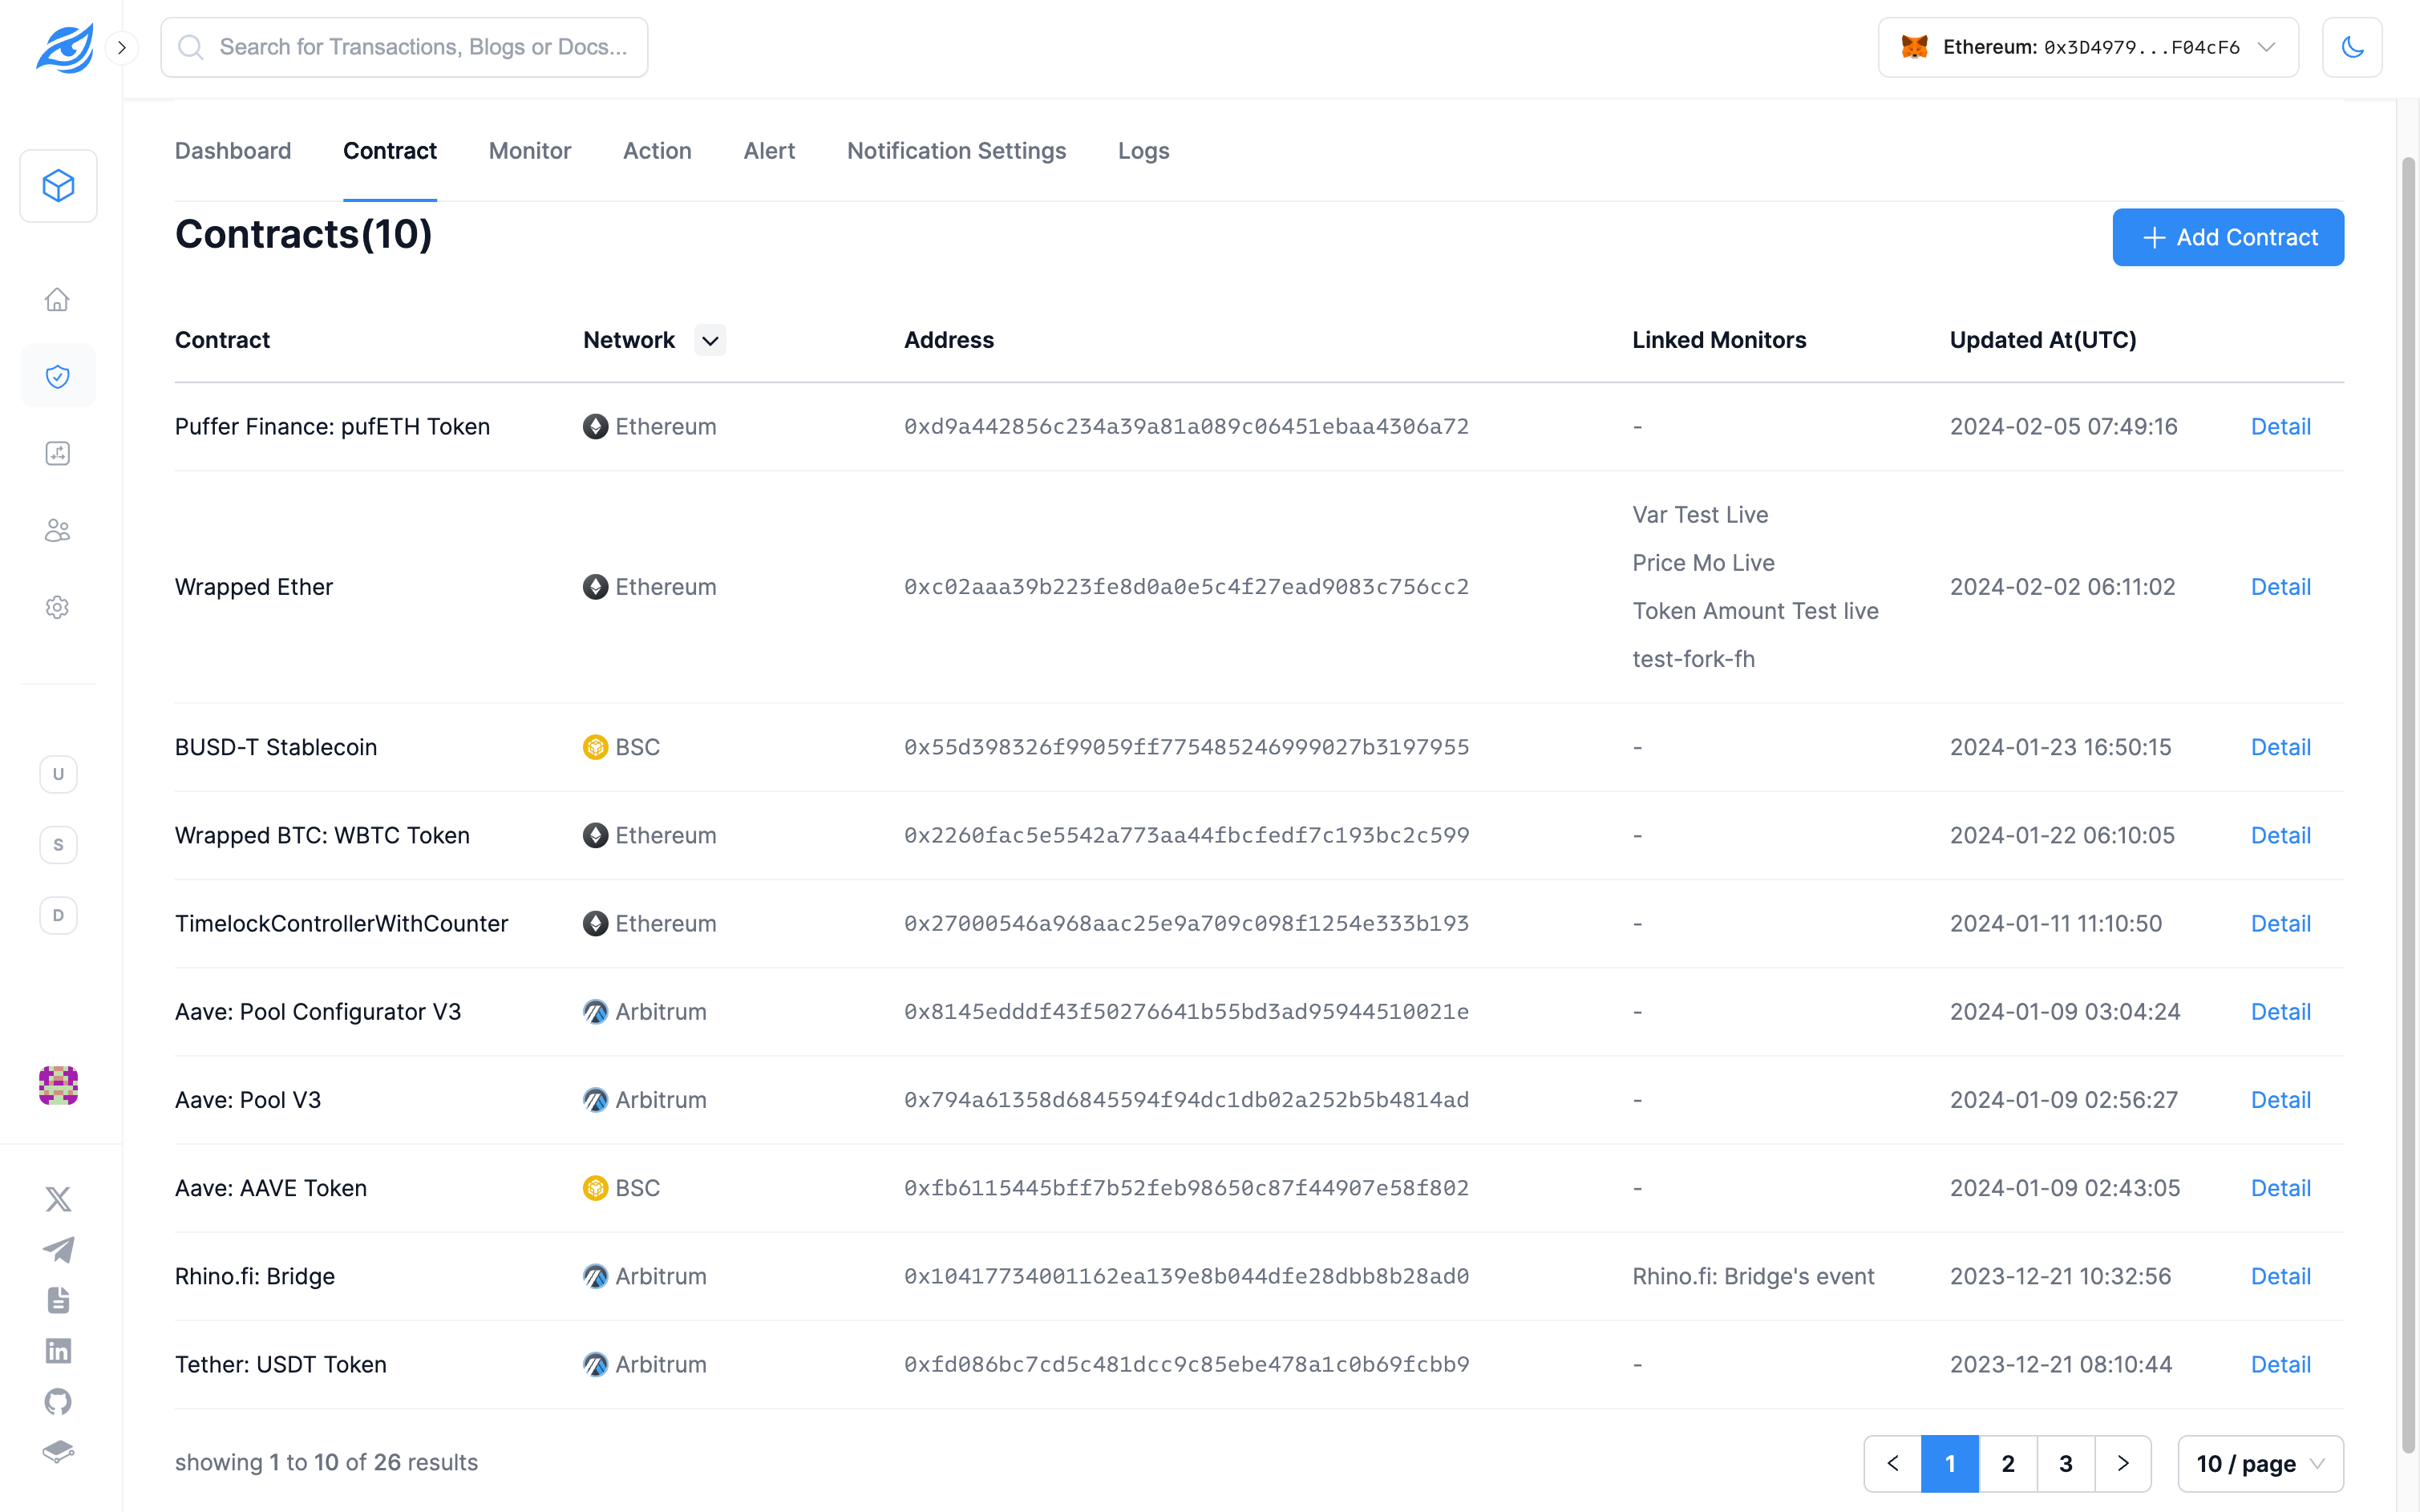 Search for Transactions, Blogs or Docs...
Ethereum: 0x3D4979...F04cF6
Dashboard Contract Monitor Action Alert Notification Settings Logs
Contracts(10)
Add Contract
Contract Network Address Linked Monitors Updated At(UTC)
Puffer Finance: pufETH Token Ethereum 0xd9a442856c234a39a81a089c06451ebaa4306a72 - 2024-02-05 07:49:16 Detail
Var Test Live
Price Mo Live
Wrapped Ether Ethereum 0xc02aaa39b223fe8d0a0e5c4f27ead9083c756cc2 2024-02-02 06:11:02 Detail
Token Amount Test live
test-fork-fh
BUSD-T Stablecoin BSC 0x55d398326f99059ff775485246999027b3197955 - 2024-01-23 16:50:15 Detail
U
Wrapped BTC: WBTC Token Ethereum 0x2260fac5e5542a773aa44fbcfedf7c193bc2c599 - 2024-01-22 06:10:05 Detail
S
TimelockControllerWithCounter Ethereum 0x27000546a968aac25e9a709c098f1254e333b193 - 2024-01-11 11:10:50 Detail
D
Aave: Pool Configurator V3 Arbitrum 0x8145edddf43f50276641b55bd3ad95944510021e - 2024-01-09 03:04:24 Detail
Aave: Pool V3 Arbitrum 0x794a61358d6845594f94dc1db02a252b5b4814ad - 2024-01-09 02:56:27 Detail
Aave: AAVE Token BSC 0xfb6115445bff7b52feb98650c87f44907e58f802 - 2024-01-09 02:43:05 Detail
Rhino.fi: Bridge Arbitrum 0x10417734001162ea139e8b044dfe28dbb8b28ad0 Rhino.fi: Bridge's event 2023-12-21 10:32:56 Detail
Tether: USDT Token Arbitrum 0xfd086bc7cd5c481dcc9c85ebe478a1c0b69fcbb9 - 2023-12-21 08:10:44 Detail
showing 1 to 10 of 26 results
1 2 3 10 / page